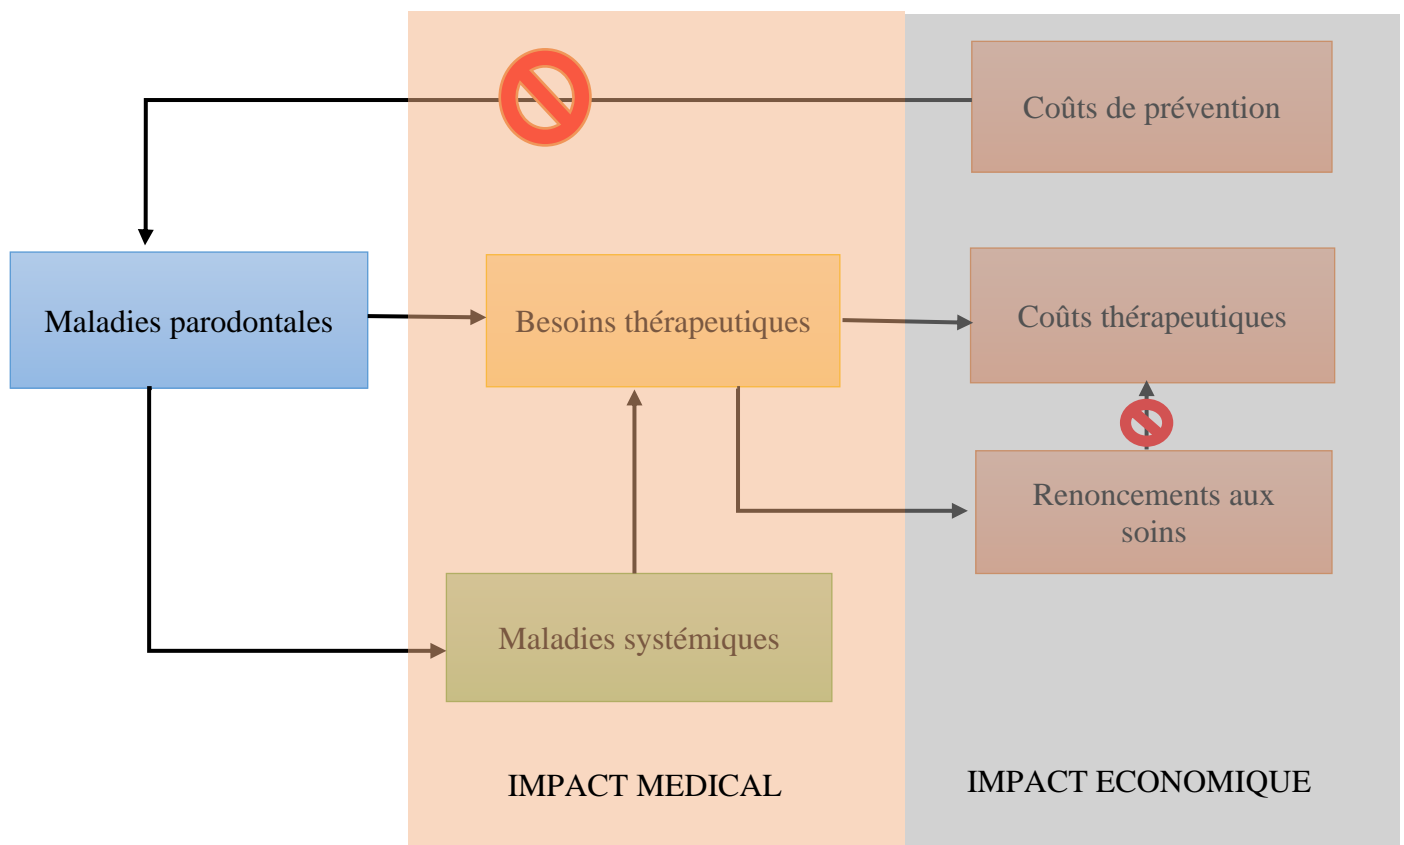 Coûts de prévention
Maladies parodontales
Besoins thérapeutiques
Coûts thérapeutiques
Renoncements aux
soins
Maladies systémiques
IMPACT MEDICAL
IMPACT ECONOMIQUE